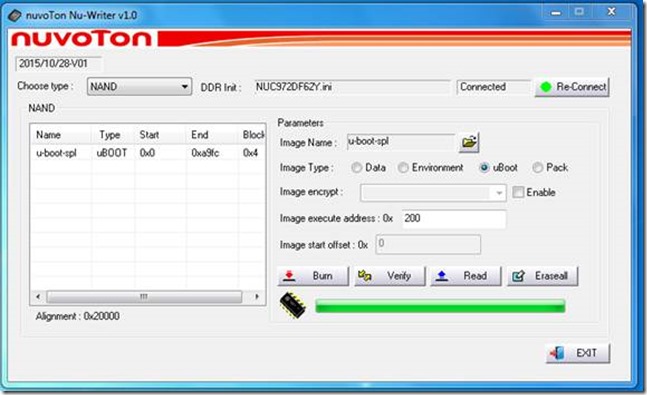 nuvoTon Nu-Writer v1.0
nuvoTon
2015/10/28-V01
Choose type : NAND DDR Init : NUC972DF62Y.ini Connected Re-Connect
NAND
Name Type Start End Block
u-boot-spl uBOOT 0x0 0xa9fc 0x4
Alignment : 0x20000
Parameters
Image Name : u-boot-spl
Image Type : Data Environment uBoot Pack
Image encrypt : Enable
Image execute address : 0x 200
Image start offset : 0x 0
Burn Verify Read Eraseall
EXIT